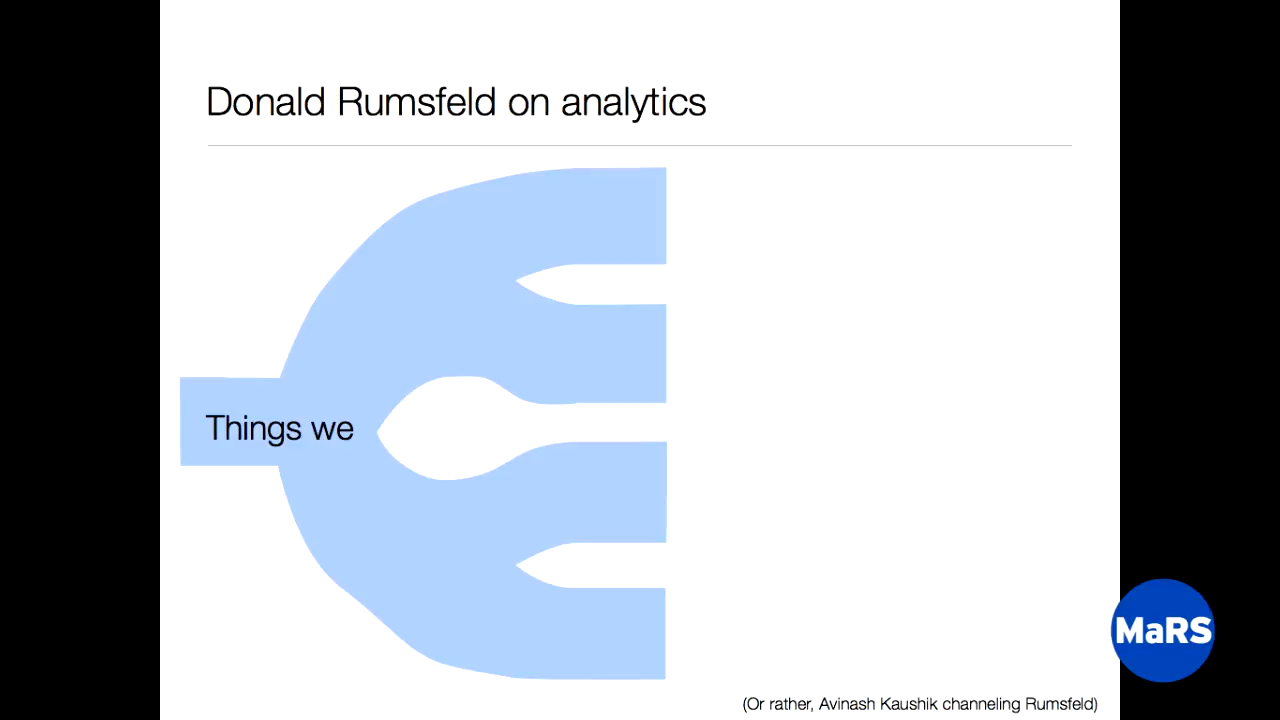 Donald Rumsfeld on analytics
Things we
MaRS
(Or rather, Avinash Kaushik channeling Rumsfeld)